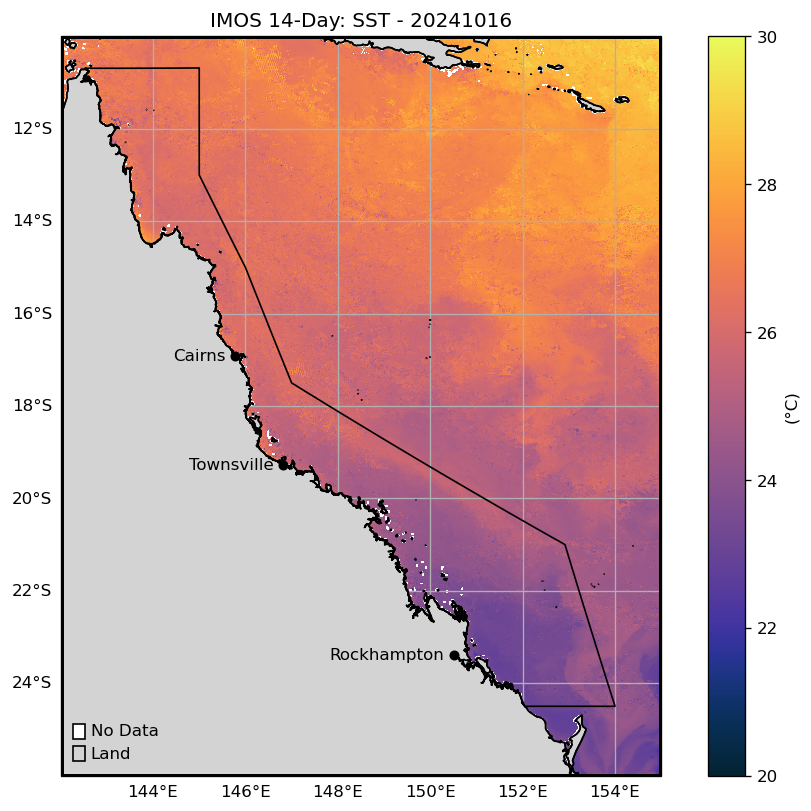 IMOS 14-Day: SST - 20241016
30
12°S
28
14°S
16°S
26
Cairns
18°S
(°C)
Townsville
24
20°S
22°S
22
Rockhampton
24°S
No Data
Land
20
144°E 146°E 148°E 150°E 152°E 154°E